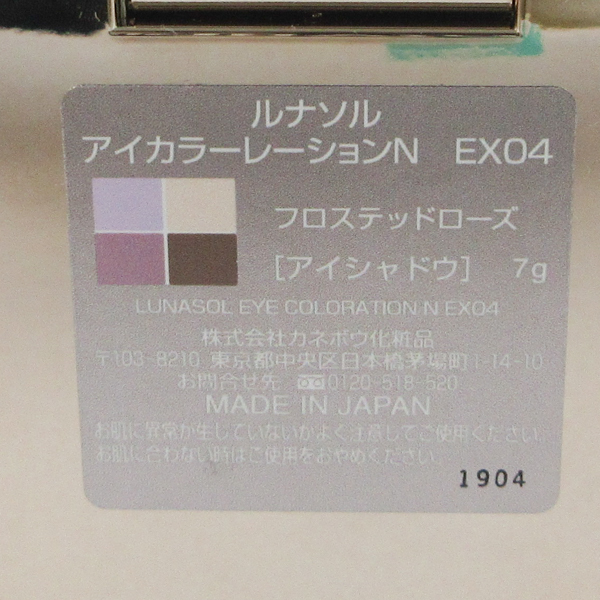 ルナソル
アイカラーレーションN EX04
フロステッドローズ
[アイシャドウ] 7g
LUNASOL EYE COLORATION N EX04
株式会社カネボウ化粧品
〒103-8210 東京都中央区日本橋茅場町1-14-10
お問合せ先 0120-518-520
MADE IN JAPAN
お肌に異常が生じていないかよく注意してご使用ください。
お肌に合わない時はご使用をおやめください。
1904